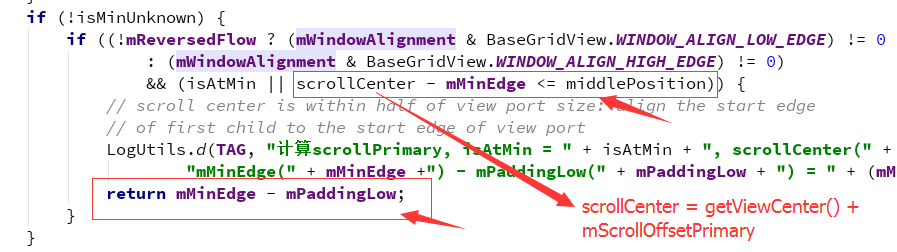 if (!isMinUnknown) {
if ((!mReversedFlow ? (mWindowAlignment & BaseGridView.WINDOW_ALIGN_LOW_EDGE) != 0
: (mWindowAlignment & BaseGridView.WINDOW_ALIGN_HIGH_EDGE) != 0)
&& (isAtMin || scrollCenter - mMinEdge <= middlePosition)) {
// scroll center is within half of view port size: align the start edge
// of first child to the start edge of view port
LogUtils.d(TAG, "计算scrollPrimary, isAtMin = " + isAtMin + ", scrollCenter(" +
"mMinEdge(" + mMinEdge +") - mPaddingLow(" + mPaddingLow + ") = " + (mM
return mMinEdge - mPaddingLow;
}
}
scrollCenter = getViewCenter() +
mScrollOffsetPrimary